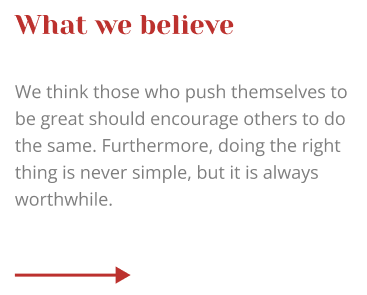 What we believe
We think those who push themselves to
be great should encourage others to do
the same. Furthermore, doing the right
thing is never simple, but it is always
worthwhile.